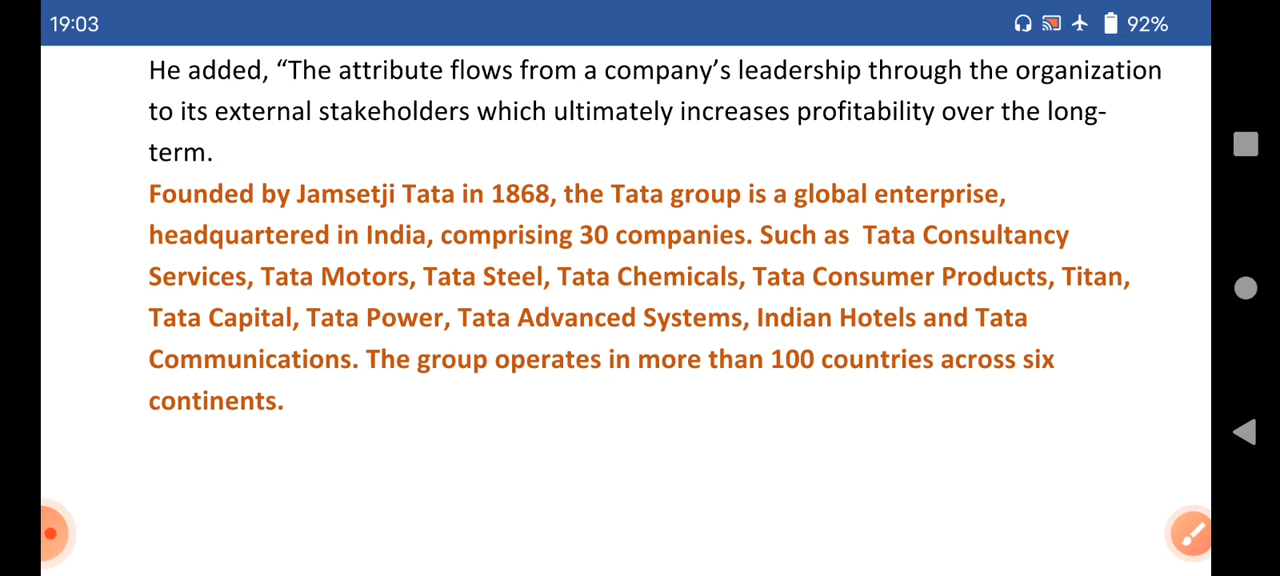 19:03
92%
He added, “The attribute flows from a company’s leadership through the organization
to its external stakeholders which ultimately increases profitability over the long-
term.
Founded by Jamsetji Tata in 1868, the Tata group is a global enterprise,
headquartered in India, comprising 30 companies. Such as  Tata Consultancy
Services, Tata Motors, Tata Steel, Tata Chemicals, Tata Consumer Products, Titan,
Tata Capital, Tata Power, Tata Advanced Systems, Indian Hotels and Tata
Communications. The group operates in more than 100 countries across six
continents.